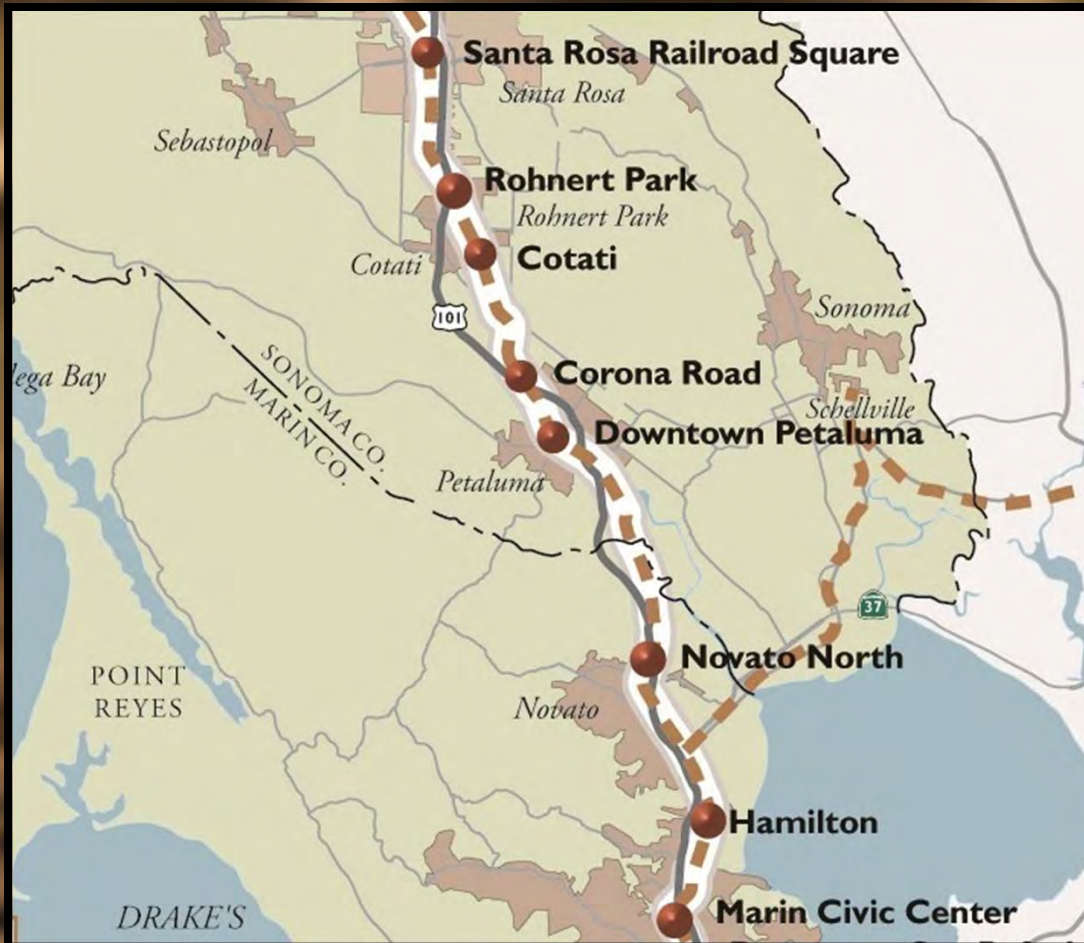 Santa Rosa Railroad Square
Santa Rosa
Sebastopol
Rohnert Park
Rohnert Park
Cotati
Cotati
101
Sonoma
SONOMA CO.
MARIN CO.
ega Bay
Corona Road
Schellville
Downtown Petaluma
Petaluma
37
Novato North
POINT
REYES
Novato
Hamilton
Marin Civic Center
DRAKE'S